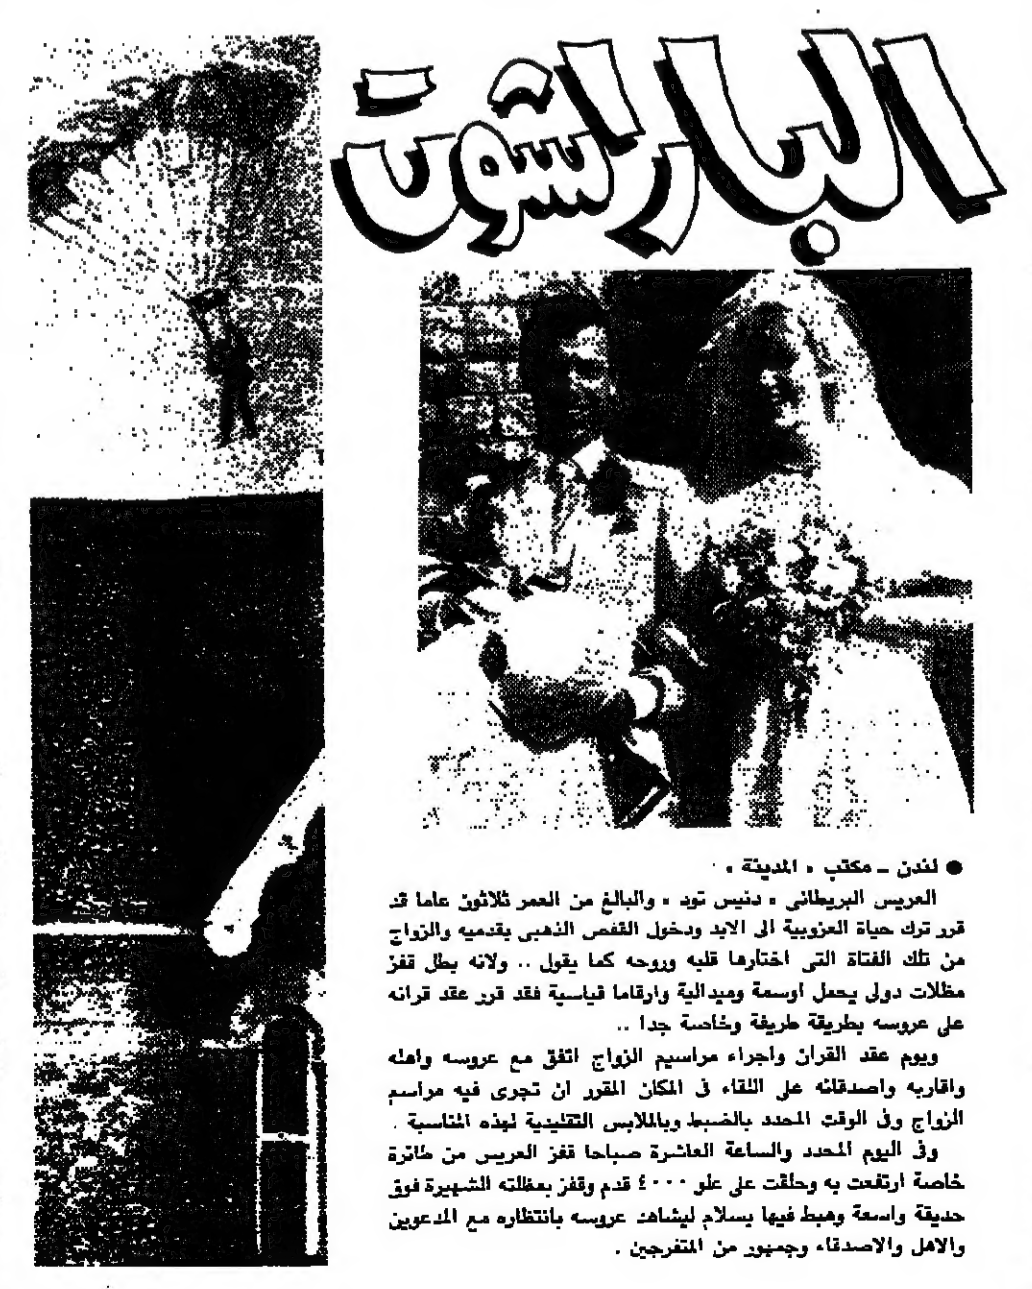 الباراشوت
● لندن - مكتب « المدينة »
العريس البريطانى « دنيس تود » والبالغ من العمر ثلاثون عاما قد
قرر ترك حياة العزوبية الى الابد ودخول القفص الذهبى بقدميه والزواج
من تلك الفتاة التى اختارها قلبه وروحه كما يقول .. ولانه بطل قفز
مظلات دولى يحمل اوسمة وميدالية وارقاما قياسية فقد قرر عقد قرانه
على عروسه بطريقة طريفة وخاصة جدا ..
ويوم عقد القران واجراء مراسيم الزواج اتفق مع عروسه واهله
واقاربه واصدقائه على اللقاء فى المكان المقرر ان تجرى فيه مراسم
الزواج وفى الوقت المحدد بالضبط وبالملابس التقليدية لهذه المناسبة .
وفى اليوم المحدد والساعة العاشرة صباحا قفز العريس من طائرة
خاصة ارتفعت به وحلقت على علو ٤٠٠٠ قدم وقفز بمظلته الشهيرة فوق
حديقة واسعة وهبط فيها بسلام ليشاهد عروسه بانتظاره مع المدعوين
والاهل والاصدقاء وجمهور من المتفرجين .